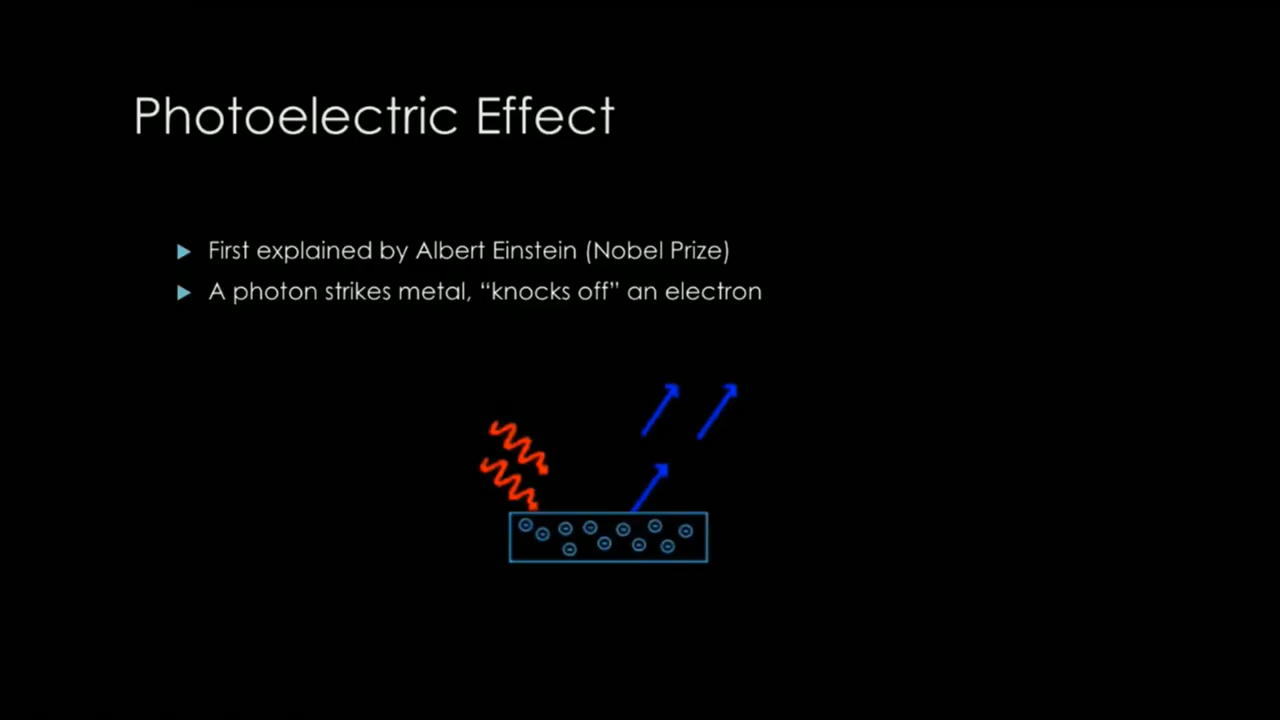 Photoelectric Effect
First explained by Albert Einstein (Nobel Prize)
A photon strikes metal, “knocks off” an electron